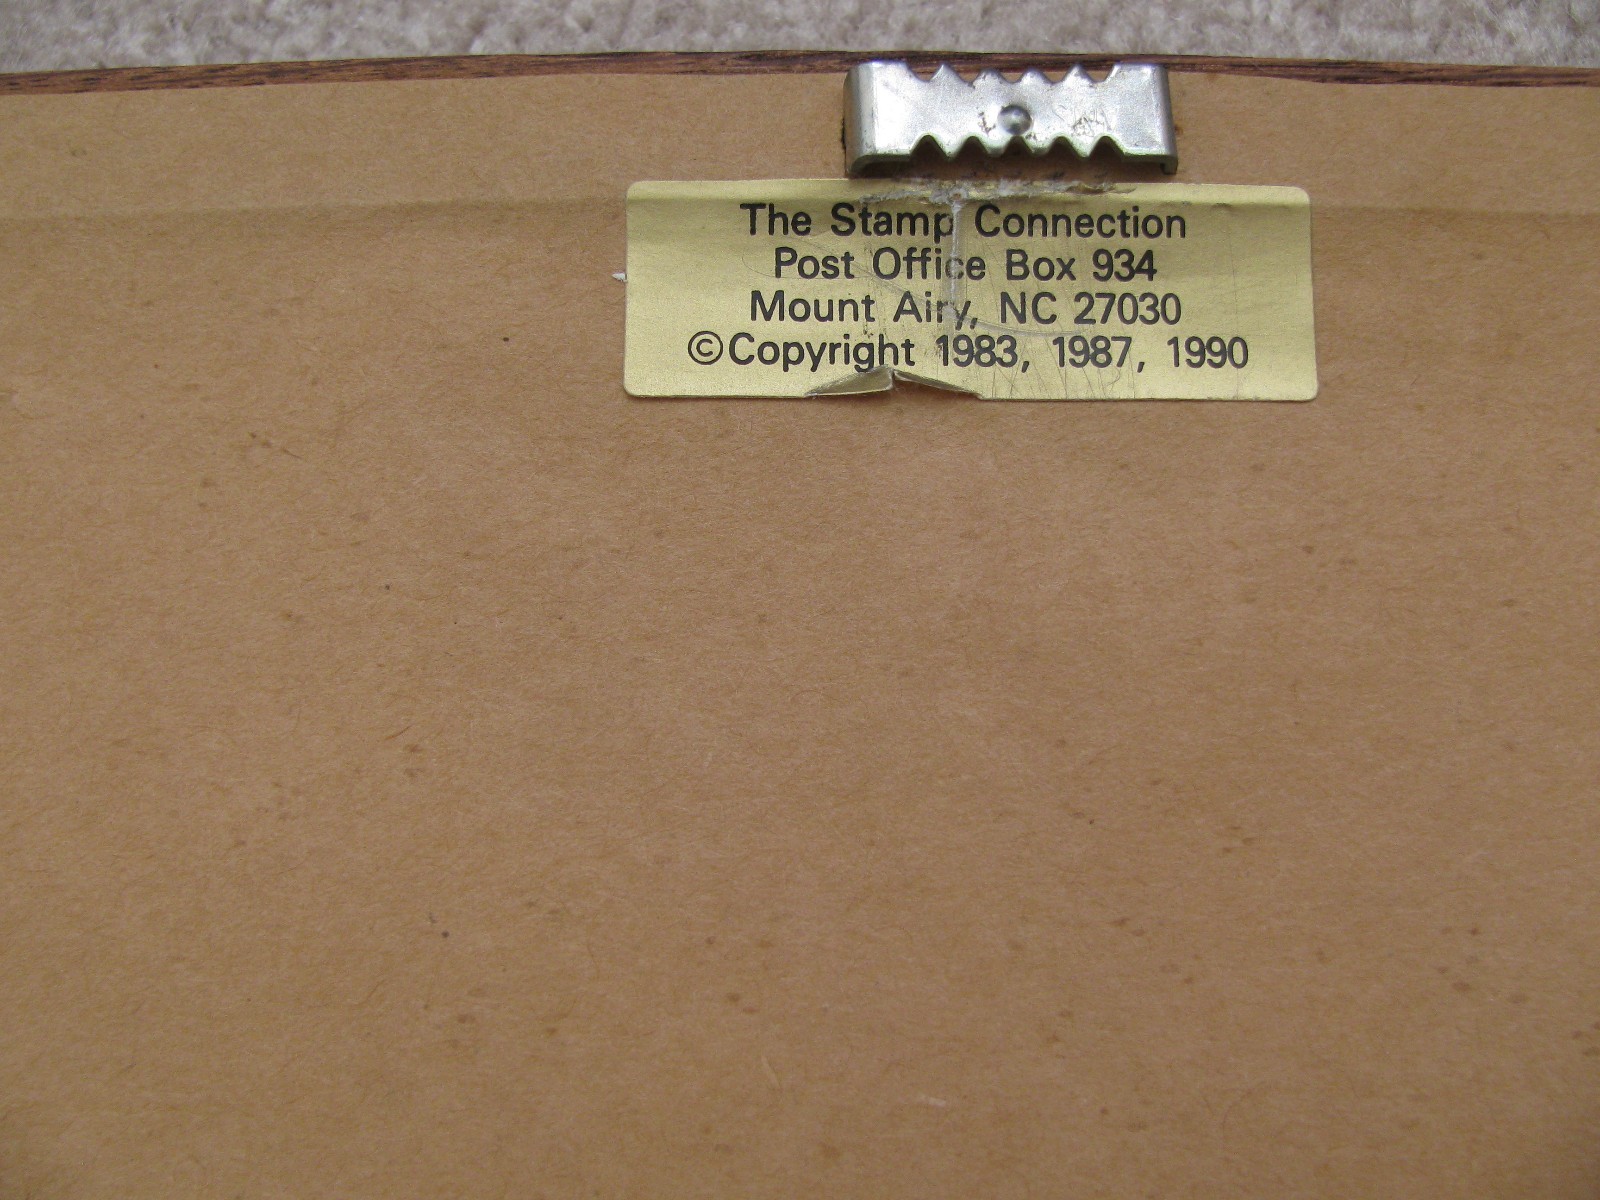 The Stamp Connection
Post Office Box 934
Mount Airy, NC 27030
©Copyright 1983, 1987, 1990